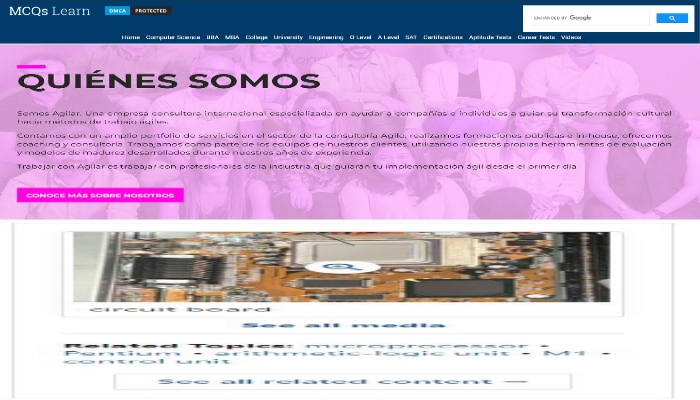 MCQs Learn
DMCA PROTECTED
ENHANCED BY Google
Home Computer Science BBA MBA College University Engineering O Level A Level SAT Certifications Aptitude Tests Career Tests Videos
QUIÉNES SOMOS
Somos Agilar. Una empresa consultora internacional especializada en ayudar a compañías e individuos a guiar su transformación cultural
hacia métodos de trabajo ágiles.
Contamos con un amplio portfolio de servicios en el sector de la consultoría Agile, realizamos formaciones públicas e in-house, ofrecemos
coaching y consultoría. Trabajamos como parte de los equipos de nuestros clientes, utilizando nuestras propias herramientas de evaluación
y modelos de madurez desarrollados durante nuestros años de experiencia.
Trabajar con Agilar es trabajar con profesionales de la industria que guiarán tu implementación ágil desde el primer día
CONOCE MÁS SOBRE NOSOTROS
circuit board
See all media
Related Topics: microprocessor •
Pentium • arithmetic-logic unit • M1 •
control unit
See all related content →